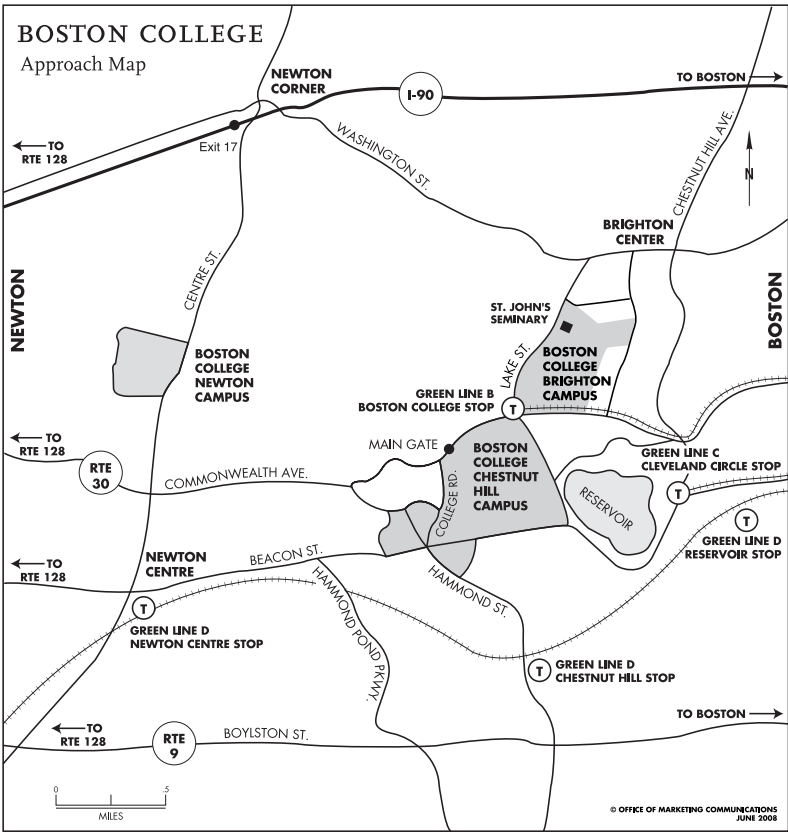 BOSTON COLLEGE
Approach Map
NEWTON
CORNER
I-90
TO BOSTON
TO
RTE 128
Exit 17
WASHINGTON ST.
CHESTNUT HILL AVE.
N
BRIGHTON
CENTER
NEWTON
CENTRE ST.
BOSTON
ST. JOHN'S
SEMINARY
LAKE ST.
BOSTON
COLLEGE
NEWTON
CAMPUS
BOSTON
COLLEGE
BRIGHTON
CAMPUS
GREEN LINE B
BOSTON COLLEGE STOP
T
MAIN GATE
TO
RTE 128
RTE
30
COMMONWEALTH AVE.
COLLEGE RD.
BOSTON
COLLEGE
CHESTNUT
HILL
CAMPUS
GREEN LINE C
CLEVELAND CIRCLE STOP
T
RESERVOIR
T
GREEN LINE D
RESERVOIR STOP
TO
RTE 128
NEWTON
CENTRE
BEACON ST.
HAMMOND ST.
HAMMOND POND PKWY.
T
GREEN LINE D
NEWTON CENTRE STOP
T
GREEN LINE D
CHESTNUT HILL STOP
TO
RTE 128
RTE
9
BOYLSTON ST.
TO BOSTON
0 .5
MILES
© OFFICE OF MARKETING COMMUNICATIONS
JUNE 2008